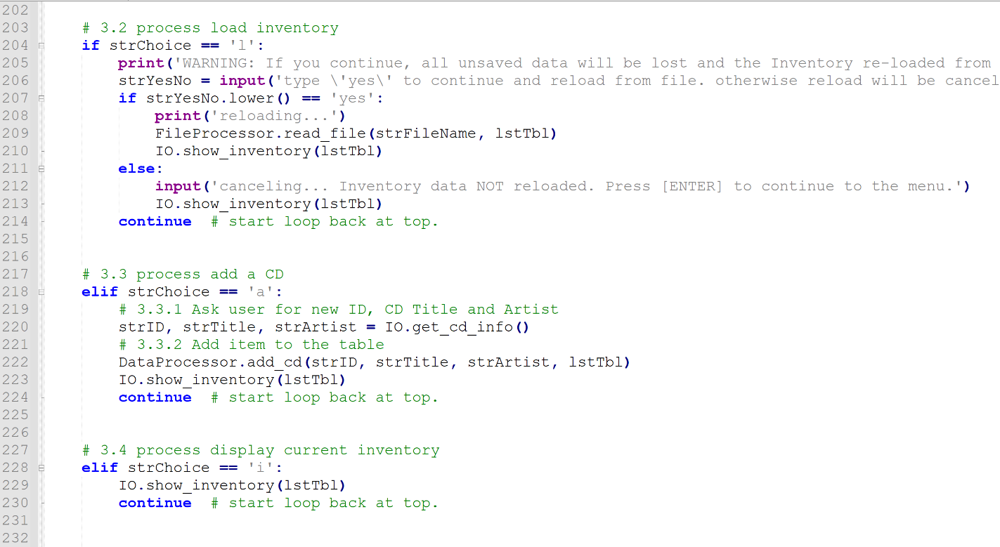 202
203 # 3.2 process load inventory
204 if strChoice == 'l':
205 print('WARNING: If you continue, all unsaved data will be lost and the Inventory re-loaded from
206 strYesNo = input('type \'yes\' to continue and reload from file. otherwise reload will be cancel
207 if strYesNo.lower() == 'yes':
208 print('reloading...')
209 FileProcessor.read_file(strFileName, lstTbl)
210 IO.show_inventory(lstTbl)
211 else:
212 input('canceling... Inventory data NOT reloaded. Press [ENTER] to continue to the menu.')
213 IO.show_inventory(lstTbl)
214 continue  # start loop back at top.
215
216
217 # 3.3 process add a CD
218 elif strChoice == 'a':
219 # 3.3.1 Ask user for new ID, CD Title and Artist
220 strID, strTitle, strArtist = IO.get_cd_info()
221 # 3.3.2 Add item to the table
222 DataProcessor.add_cd(strID, strTitle, strArtist, lstTbl)
223 IO.show_inventory(lstTbl)
224 continue  # start loop back at top.
225
226
227 # 3.4 process display current inventory
228 elif strChoice == 'i':
229 IO.show_inventory(lstTbl)
230 continue  # start loop back at top.
231
232